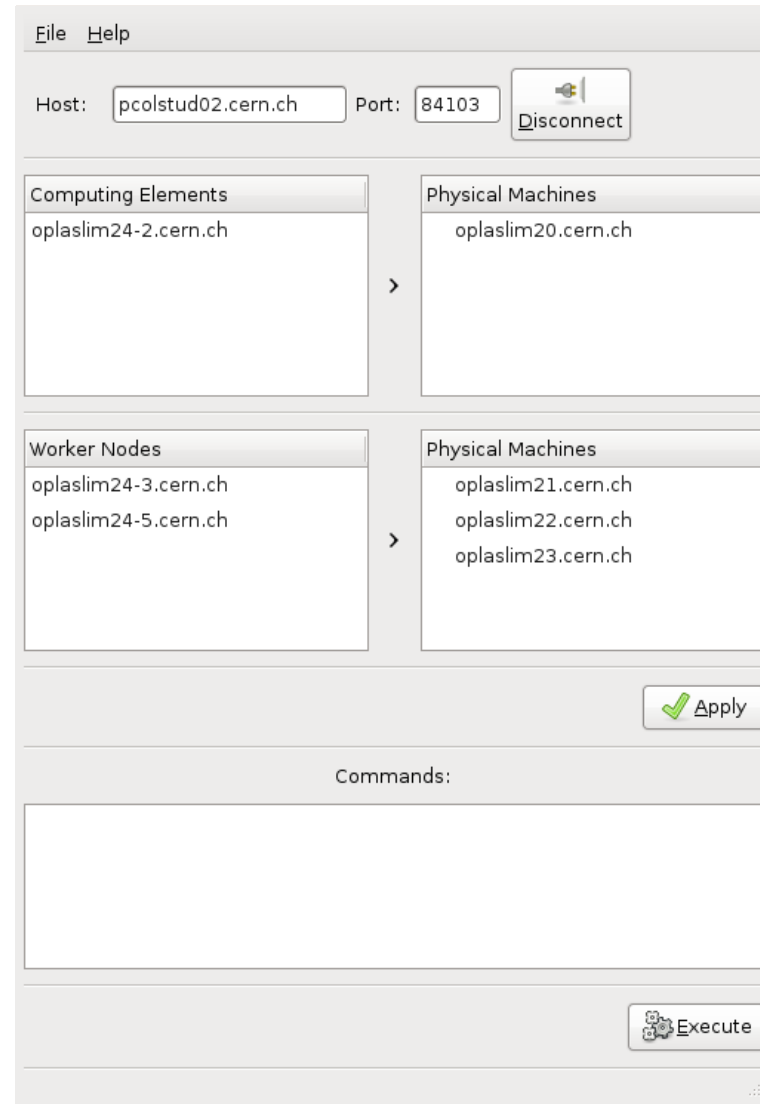 File Help
Host: pcolstud02.cern.ch Port: 84103 Disconnect
Computing Elements
oplaslim24-2.cern.ch
>
Physical Machines
oplaslim20.cern.ch
Worker Nodes
oplaslim24-3.cern.ch
oplaslim24-5.cern.ch
>
Physical Machines
oplaslim21.cern.ch
oplaslim22.cern.ch
oplaslim23.cern.ch
Apply
Commands:
Execute